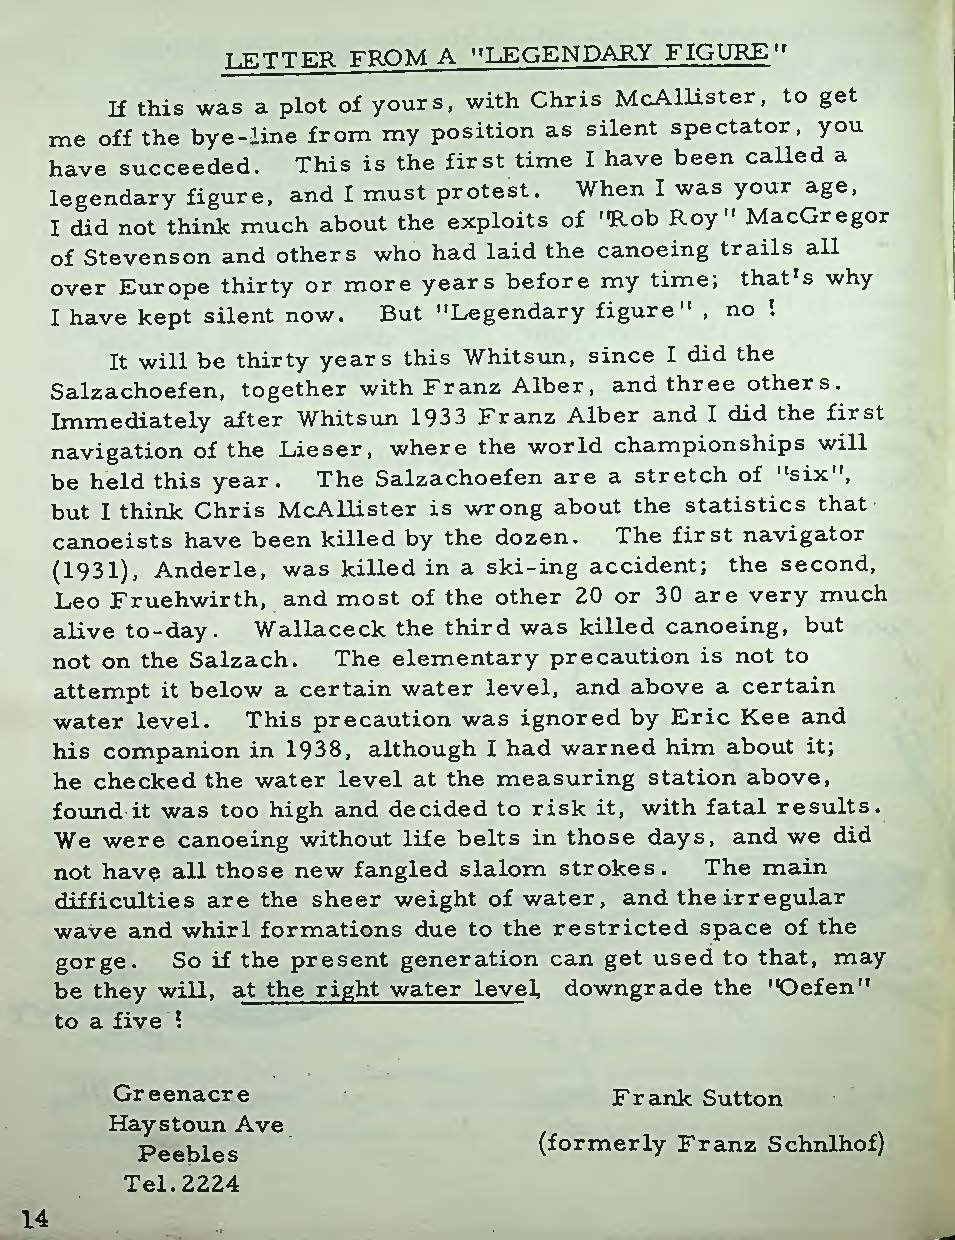 LETTER FROM A "LEGENDARY FIGURE"
If this was a plot of yours, with Chris McAllister, to get
me off the bye-line from my position as silent spectator, you
have succeeded. This is the first time I have been called a
legendary figure, and I must protest. When I was your age,
I did not think much about the exploits of "Rob Roy" MacGregor
of Stevenson and others who had laid the canoeing trails all
over Europe thirty or more years before my time; that's why
I have kept silent now. But "Legendary figure" , no !
It will be thirty years this Whitsun, since I did the
Salzachoefen, together with Franz Alber, and three others.
Immediately after Whitsun 1933 Franz Alber and I did the first
navigation of the Lieser, where the world championships will
be held this year. The Salzachoefen are a stretch of "six",
but I think Chris McAllister is wrong about the statistics that
canoeists have been killed by the dozen. The first navigator
(1931), Anderle, was killed in a ski-ing accident; the second,
Leo Fruehwirth, and most of the other 20 or 30 are very much
alive to-day. Wallaceck the third was killed canoeing, but
not on the Salzach. The elementary precaution is not to
attempt it below a certain water level, and above a certain
water level. This precaution was ignored by Eric Kee and
his companion in 1938, although I had warned him about it;
he checked the water level at the measuring station above,
found it was too high and decided to risk it, with fatal results.
We were canoeing without life belts in those days, and we did
not have all those new fangled slalom strokes. The main
difficulties are the sheer weight of water, and the irregular
wave and whirl formations due to the restricted space of the
gorge. So if the present generation can get used to that, may
be they will, at the right water level, downgrade the "Oefen"
to a five !
Greenacre
Haystoun Ave
Peebles
Tel.2224
Frank Sutton
(formerly Franz Schnlhof)
14